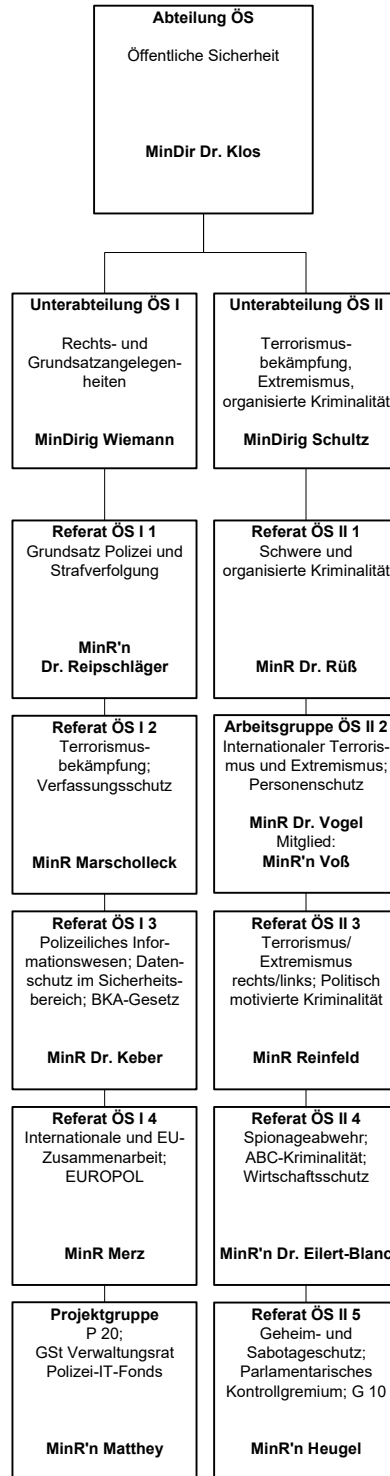 Abteilung ÖS
Öffentliche Sicherheit
MinDir Dr. Klos
Unterabteilung ÖS I
Rechts- und
Grundsatzangelegen-
heiten
MinDirig Wiemann
Unterabteilung ÖS II
Terrorismus-
bekämpfung,
Extremismus,
organisierte Kriminalität
MinDirig Schultz
Referat ÖS I 1
Grundsatz Polizei und
Strafverfolgung
MinR'n
Dr. Reipschläger
Referat ÖS II 1
Schwere und
organisierte Kriminalität
MinR Dr. Rüß
Referat ÖS I 2
Terrorismus-
bekämpfung;
Verfassungsschutz
MinR Marscholleck
Arbeitsgruppe ÖS II 2
Internationaler Terroris-
mus und Extremismus;
Personenschutz
MinR Dr. Vogel
Mitglied:
MinR'n Voß
Referat ÖS I 3
Polizeiliches Infor-
mationswesen; Daten-
schutz im Sicherheits-
bereich; BKA-Gesetz
MinR Dr. Keber
Referat ÖS II 3
Terrorismus/
Extremismus
rechts/links; Politisch
motivierte Kriminalität
MinR Reinfeld
Referat ÖS I 4
Internationale und EU-
Zusammenarbeit;
EUROPOL
MinR Merz
Referat ÖS II 4
Spionageabwehr;
ABC-Kriminalität;
Wirtschaftsschutz
MinR'n Dr. Eilert-Blanc
Projektgruppe
P 20;
GSt Verwaltungsrat
Polizei-IT-Fonds
MinR'n Matthey
Referat ÖS II 5
Geheim- und
Sabotageschutz;
Parlamentarisches
Kontrollgremium; G 10
MinR'n Heugel